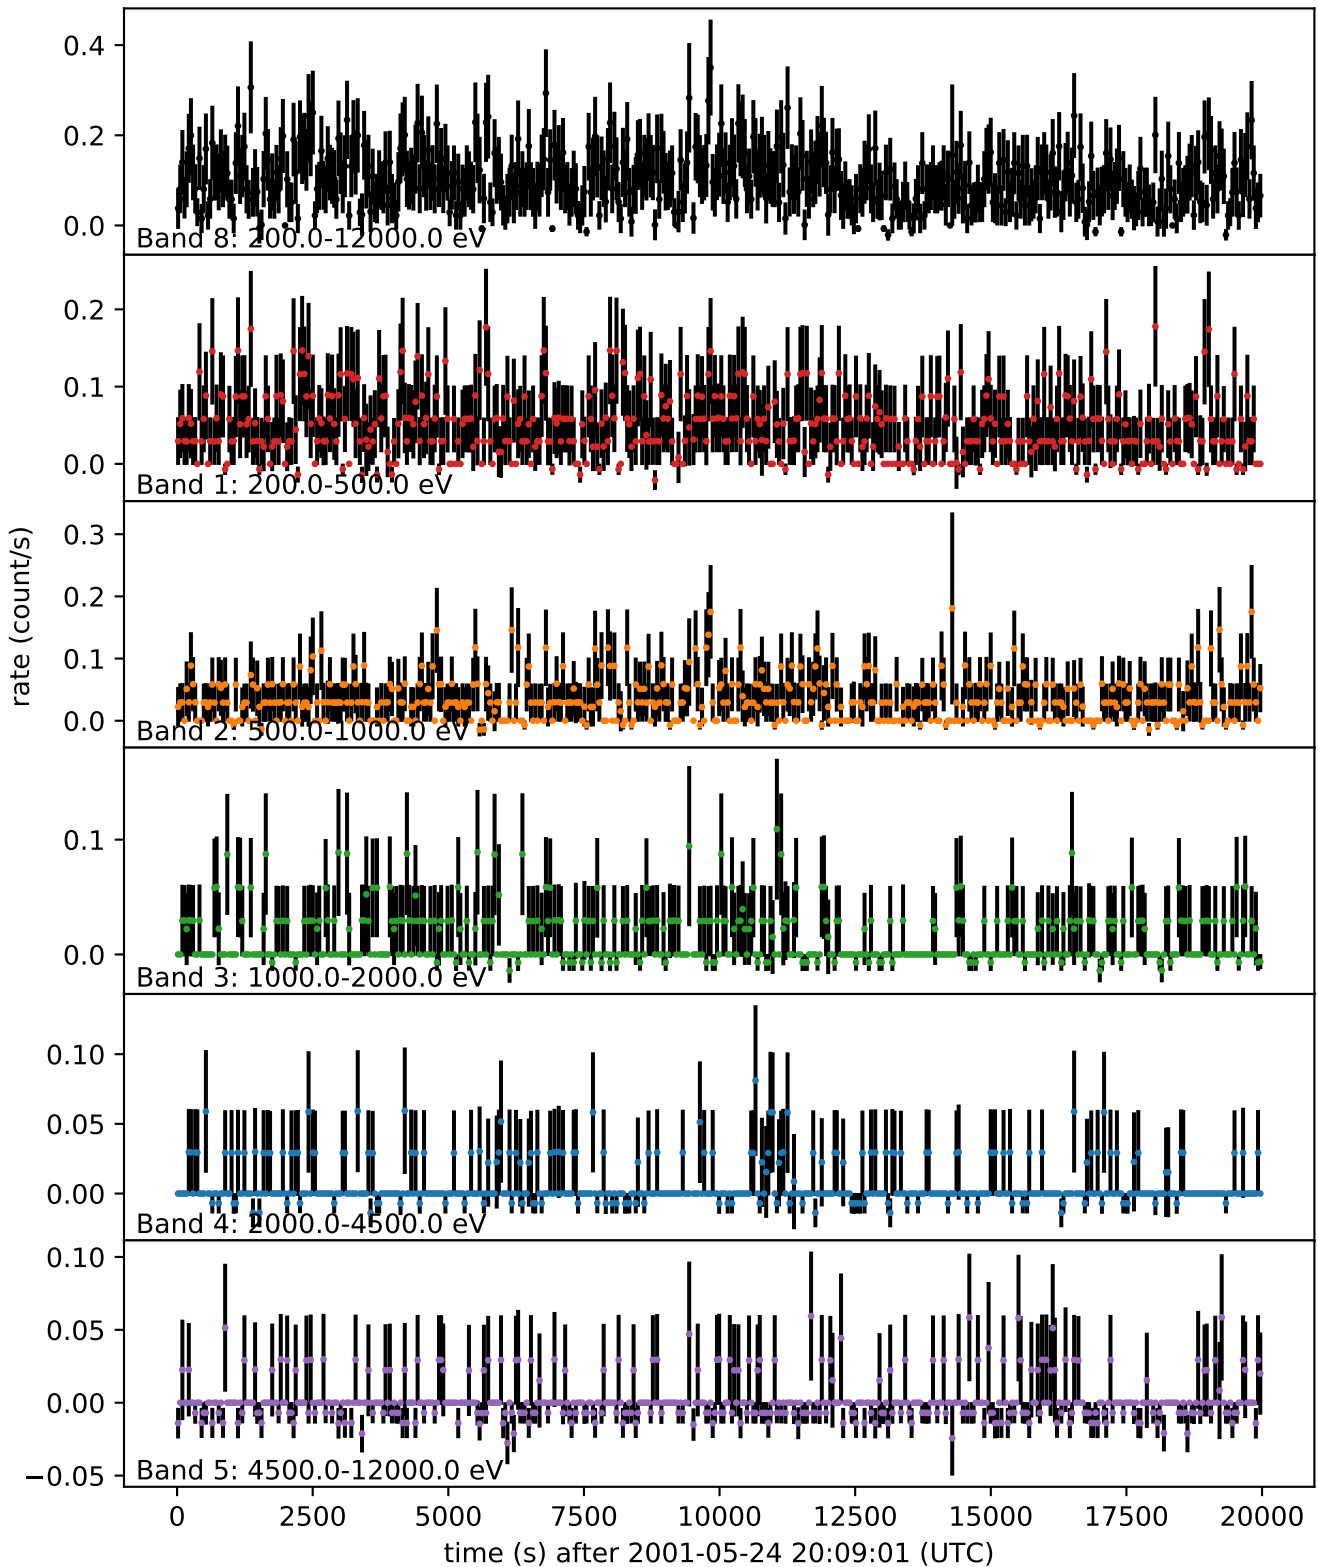 0.4
0.2
0.0
Band 8: 200.0-12000.0 eV
0.2
0.1
0.0
Band 1: 200.0-500.0 eV
rate (count/s)
0.3
0.2
0.1
0.0
Band 2: 500.0-1000.0 eV
0.1
0.0
Band 3: 1000.0-2000.0 eV
0.10
0.05
0.00
Band 4: 2000.0-4500.0 eV
0.10
0.05
0.00
−0.05
Band 5: 4500.0-12000.0 eV
0 2500 5000 7500 10000 12500 15000 17500 20000
time (s) after 2001-05-24 20:09:01 (UTC)